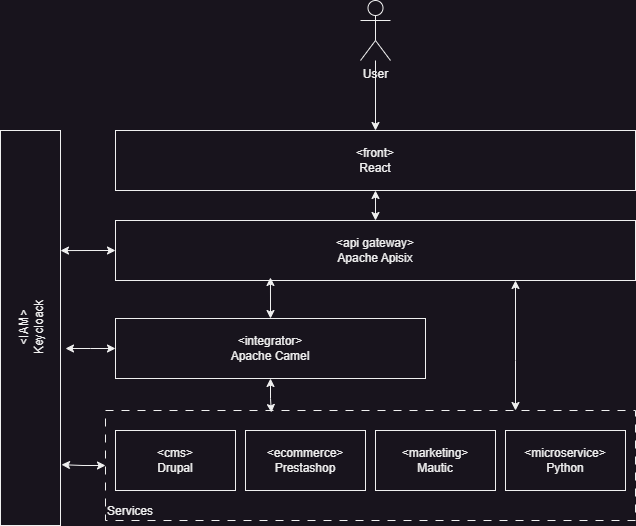 User
<front>
React
<api gateway>
Apache Apisix
<IAM>
Keycloack
<integrator>
Apache Camel
<cms>
Drupal
<ecommerce>
Prestashop
<marketing>
Mautic
<microservice>
Python
Services